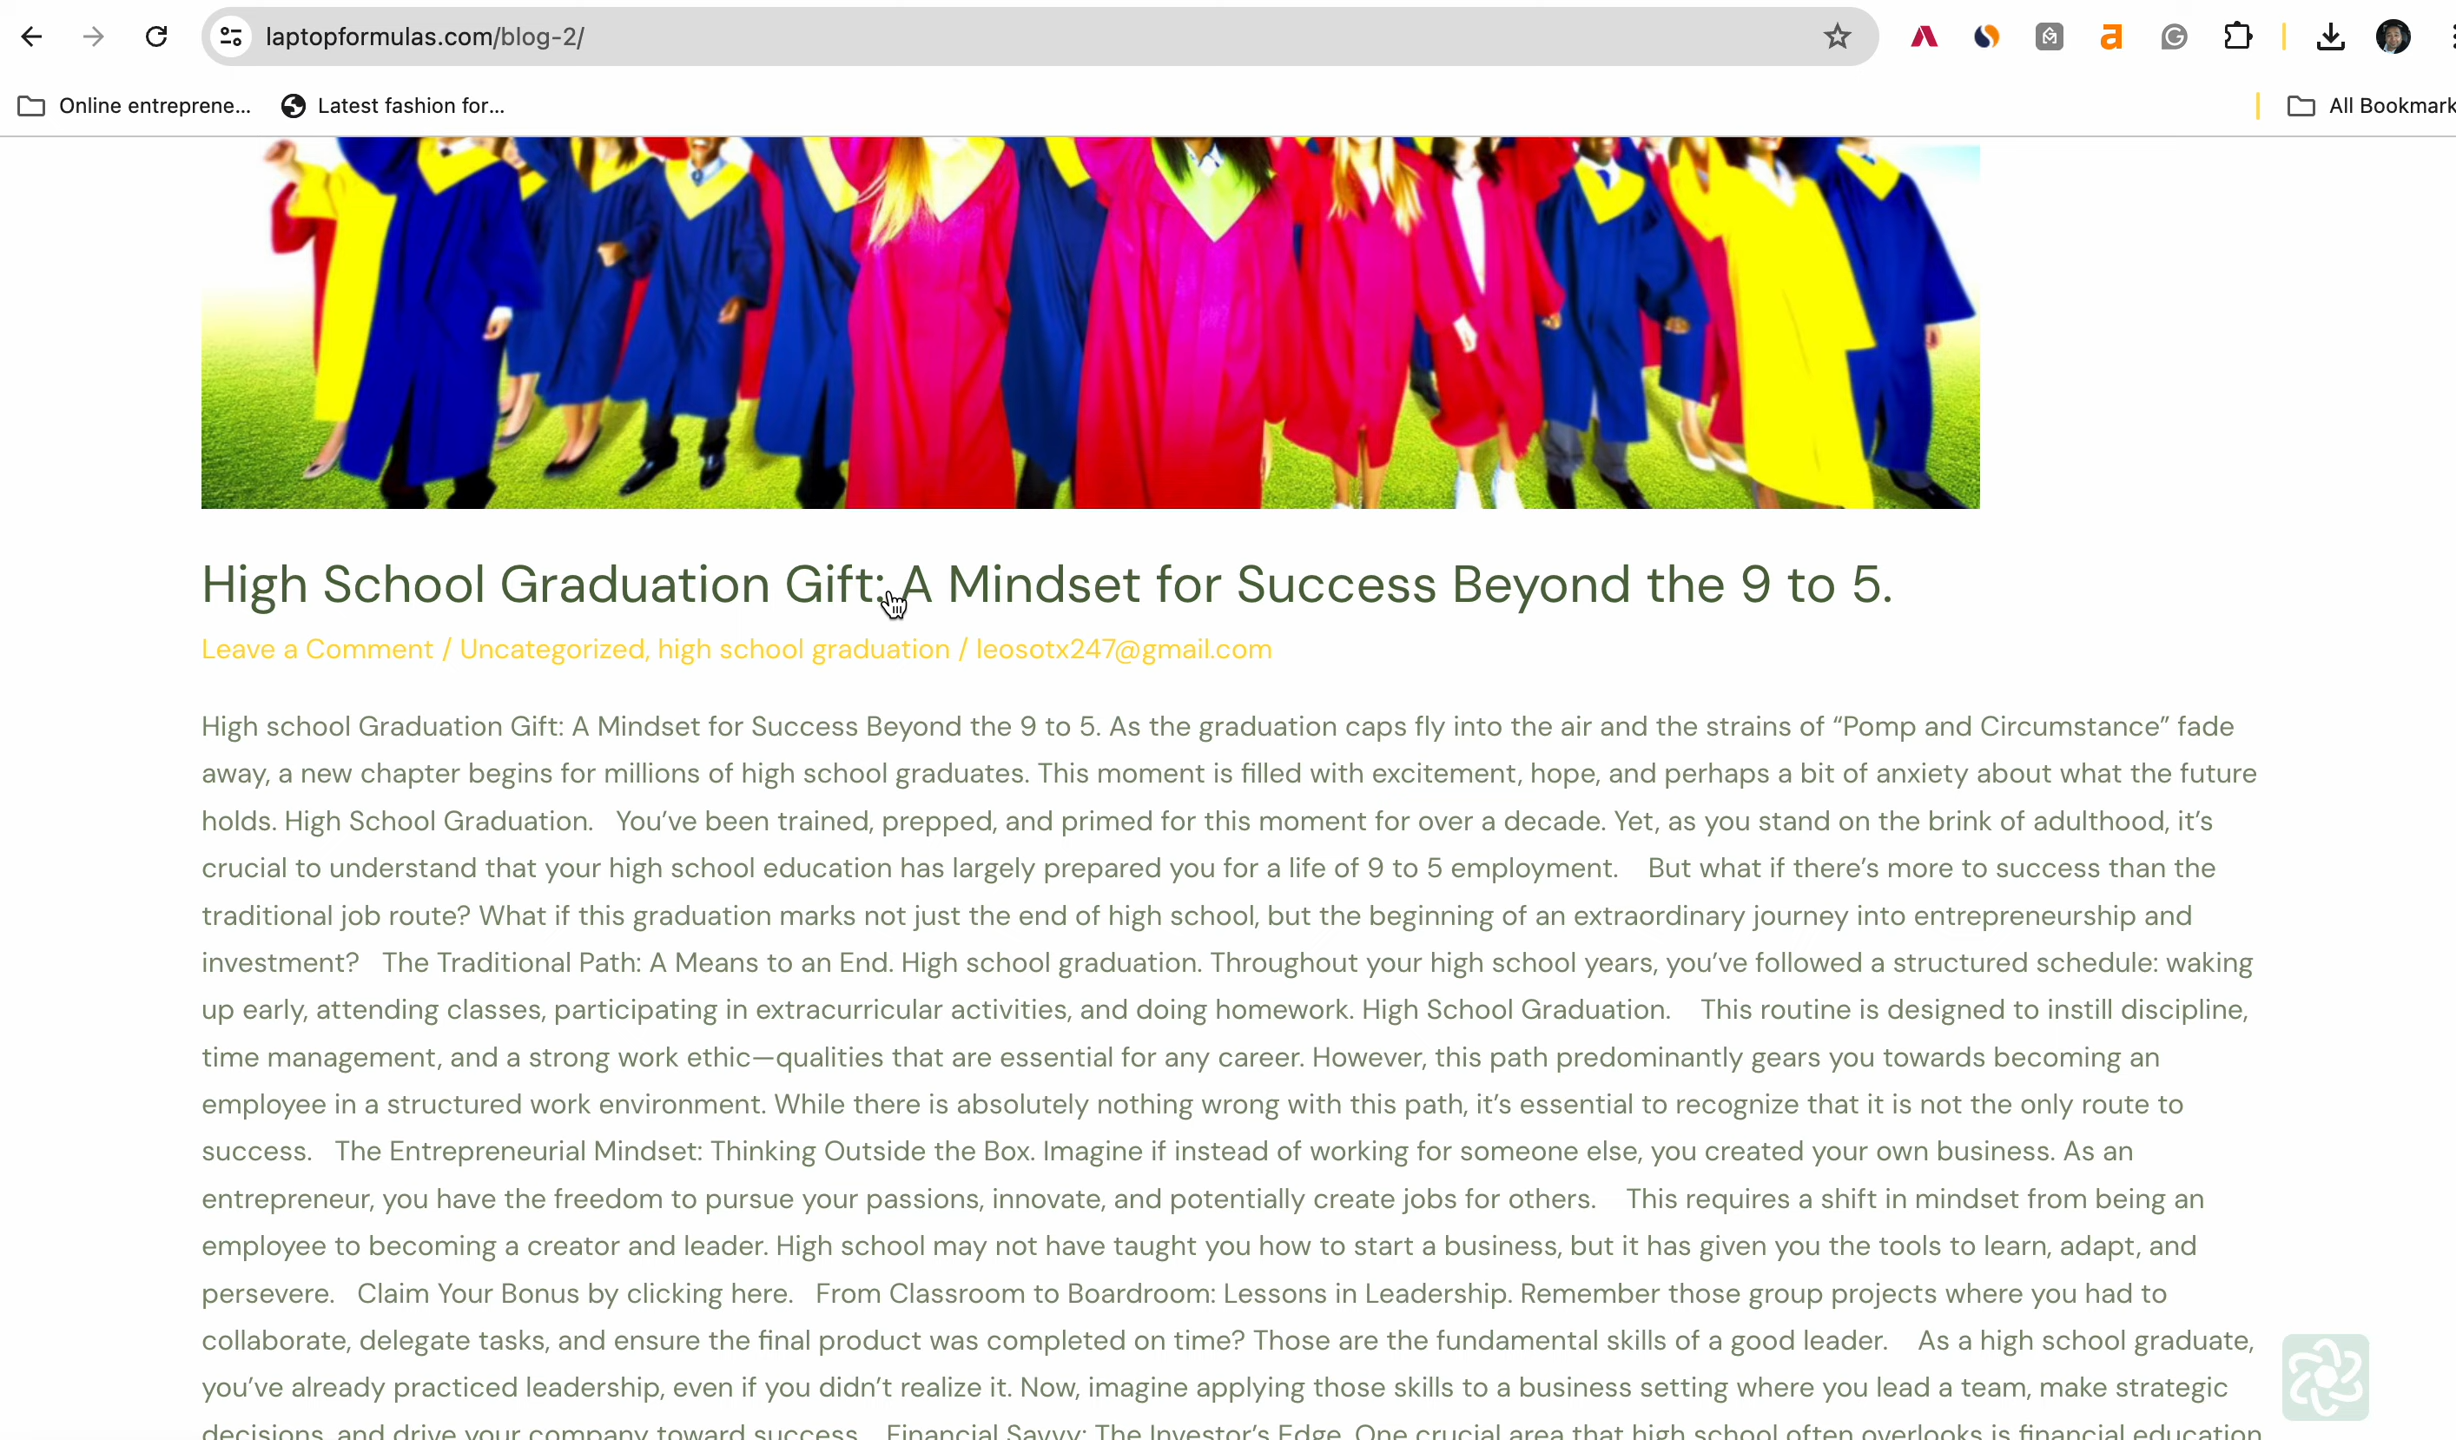 laptopformulas.com/blog-2/
Online entreprene...
Latest fashion for...
All Bookmark
High School Graduation Gift: A Mindset for Success Beyond the 9 to 5.
Leave a Comment / Uncategorized, high school graduation / leosotx247@gmail.com
High school Graduation Gift: A Mindset for Success Beyond the 9 to 5. As the graduation caps fly into the air and the strains of “Pomp and Circumstance” fade
away, a new chapter begins for millions of high school graduates. This moment is filled with excitement, hope, and perhaps a bit of anxiety about what the future
holds. High School Graduation.   You’ve been trained, prepped, and primed for this moment for over a decade. Yet, as you stand on the brink of adulthood, it’s
crucial to understand that your high school education has largely prepared you for a life of 9 to 5 employment.   But what if there’s more to success than the
traditional job route? What if this graduation marks not just the end of high school, but the beginning of an extraordinary journey into entrepreneurship and
investment?   The Traditional Path: A Means to an End. High school graduation. Throughout your high school years, you’ve followed a structured schedule: waking
up early, attending classes, participating in extracurricular activities, and doing homework. High School Graduation.   This routine is designed to instill discipline,
time management, and a strong work ethic—qualities that are essential for any career. However, this path predominantly gears you towards becoming an
employee in a structured work environment. While there is absolutely nothing wrong with this path, it’s essential to recognize that it is not the only route to
success.   The Entrepreneurial Mindset: Thinking Outside the Box. Imagine if instead of working for someone else, you created your own business. As an
entrepreneur, you have the freedom to pursue your passions, innovate, and potentially create jobs for others.   This requires a shift in mindset from being an
employee to becoming a creator and leader. High school may not have taught you how to start a business, but it has given you the tools to learn, adapt, and
persevere.   Claim Your Bonus by clicking here.   From Classroom to Boardroom: Lessons in Leadership. Remember those group projects where you had to
collaborate, delegate tasks, and ensure the final product was completed on time? Those are the fundamental skills of a good leader.   As a high school graduate,
you’ve already practiced leadership, even if you didn’t realize it. Now, imagine applying those skills to a business setting where you lead a team, make strategic
decisions, and drive your company toward success.   Financial Savvy: The Investor’s Edge. One crucial area that high school often overlooks is financial education